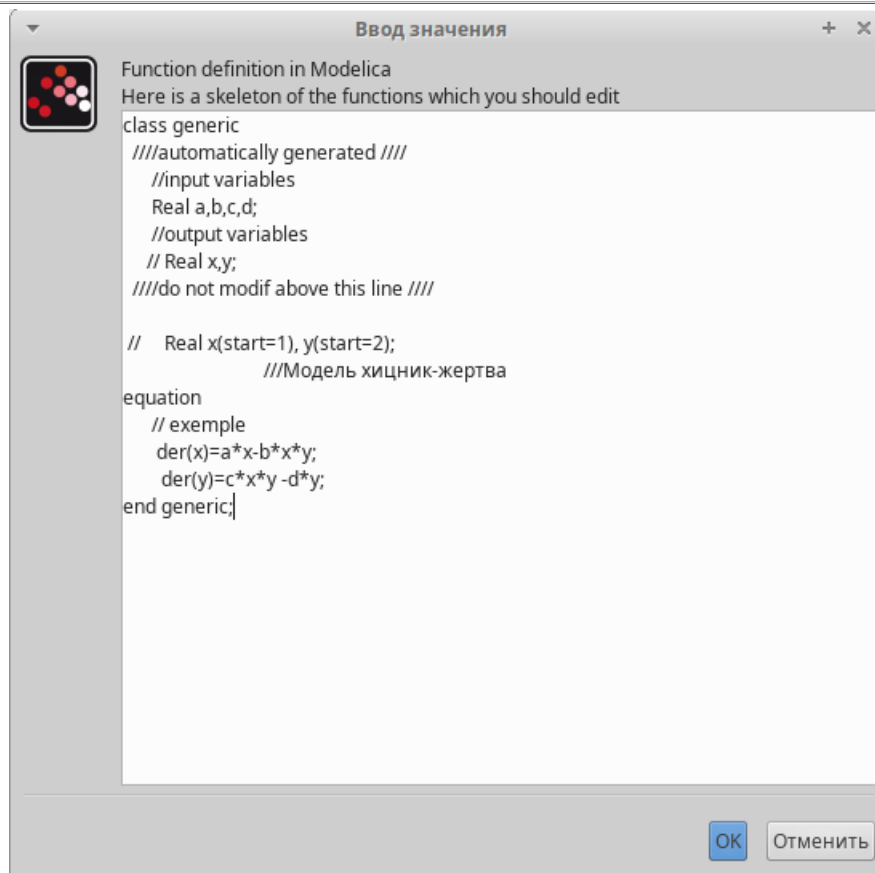 Ввод значения
Function definition in Modelica
Here is a skeleton of the functions which you should edit
class generic
////automatically generated ////
//input variables
Real a,b,c,d;
//output variables
// Real x,y;
////do not modif above this line ////
// Real x(start=1), y(start=2);
///Модель хицник-жертва
equation
// exemple
der(x)=a*x-b*x*y;
der(y)=c*x*y -d*y;
end generic;
OK
Отменить